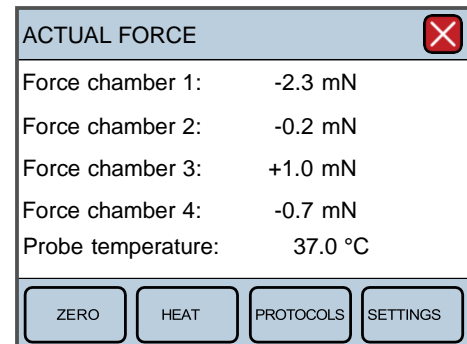 ACTUAL FORCE
Force chamber 1: -2.3 mN
Force chamber 2: -0.2 mN
Force chamber 3: +1.0 mN
Force chamber 4: -0.7 mN
Probe temperature: 37.0 °C
ZERO HEAT PROTOCOLS SETTINGS